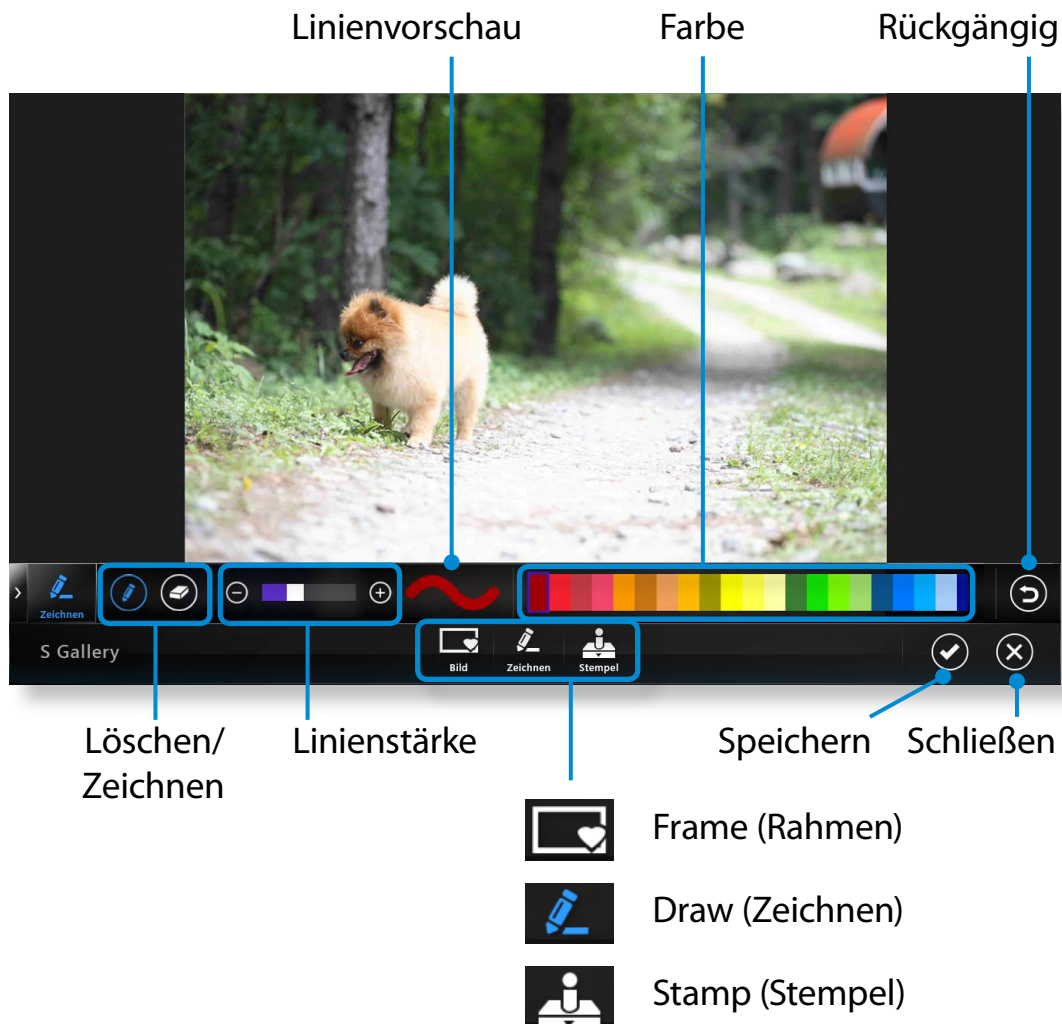 Linienvorschau Farbe Rückgängig
Zeichnen
S Gallery
Bild Zeichnen Stempel
Löschen/
Zeichnen
Linienstärke
Speichern Schließen
Frame (Rahmen)
Draw (Zeichnen)
Stamp (Stempel)